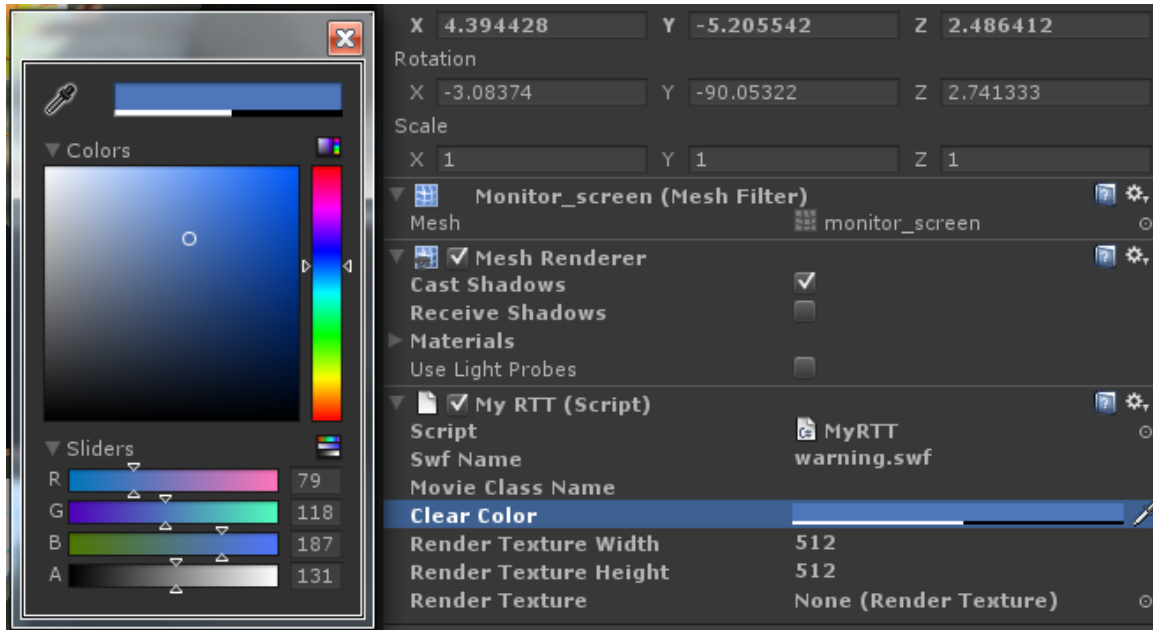 Colors
Sliders
R 79
G 118
B 187
A 131
X 4.394428 Y -5.205542 Z 2.486412
Rotation
X -3.08374 Y -90.05322 Z 2.741333
Scale
X 1 Y 1 Z 1
Monitor_screen (Mesh Filter)
Mesh monitor_screen
Mesh Renderer
Cast Shadows
Receive Shadows
Materials
Use Light Probes
My RTT (Script)
Script MyRTT
Swf Name warning.swf
Movie Class Name
Clear Color
Render Texture Width 512
Render Texture Height 512
Render Texture None (Render Texture)